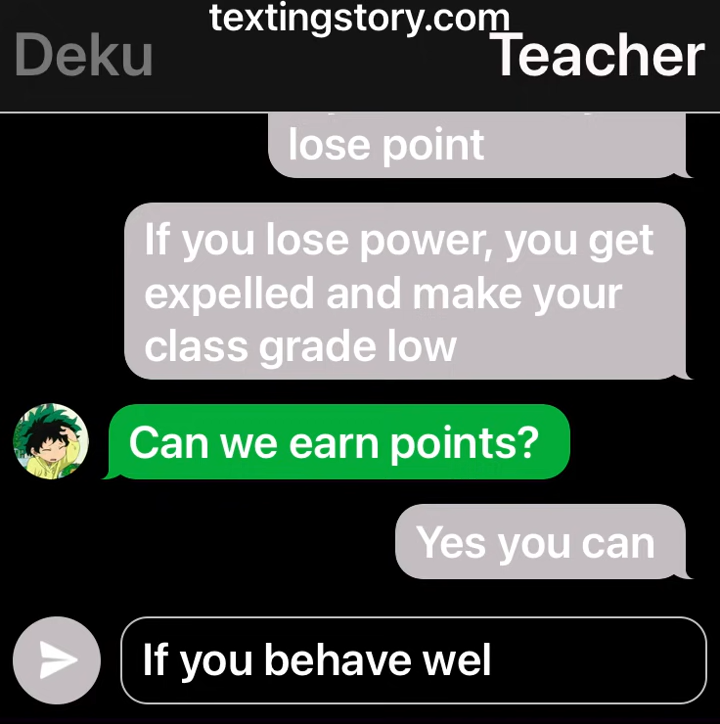 textingstory.com
Deku
Teacher
lose point
If you lose power, you get
expelled and make your
class grade low
Can we earn points?
Yes you can
If you behave wel